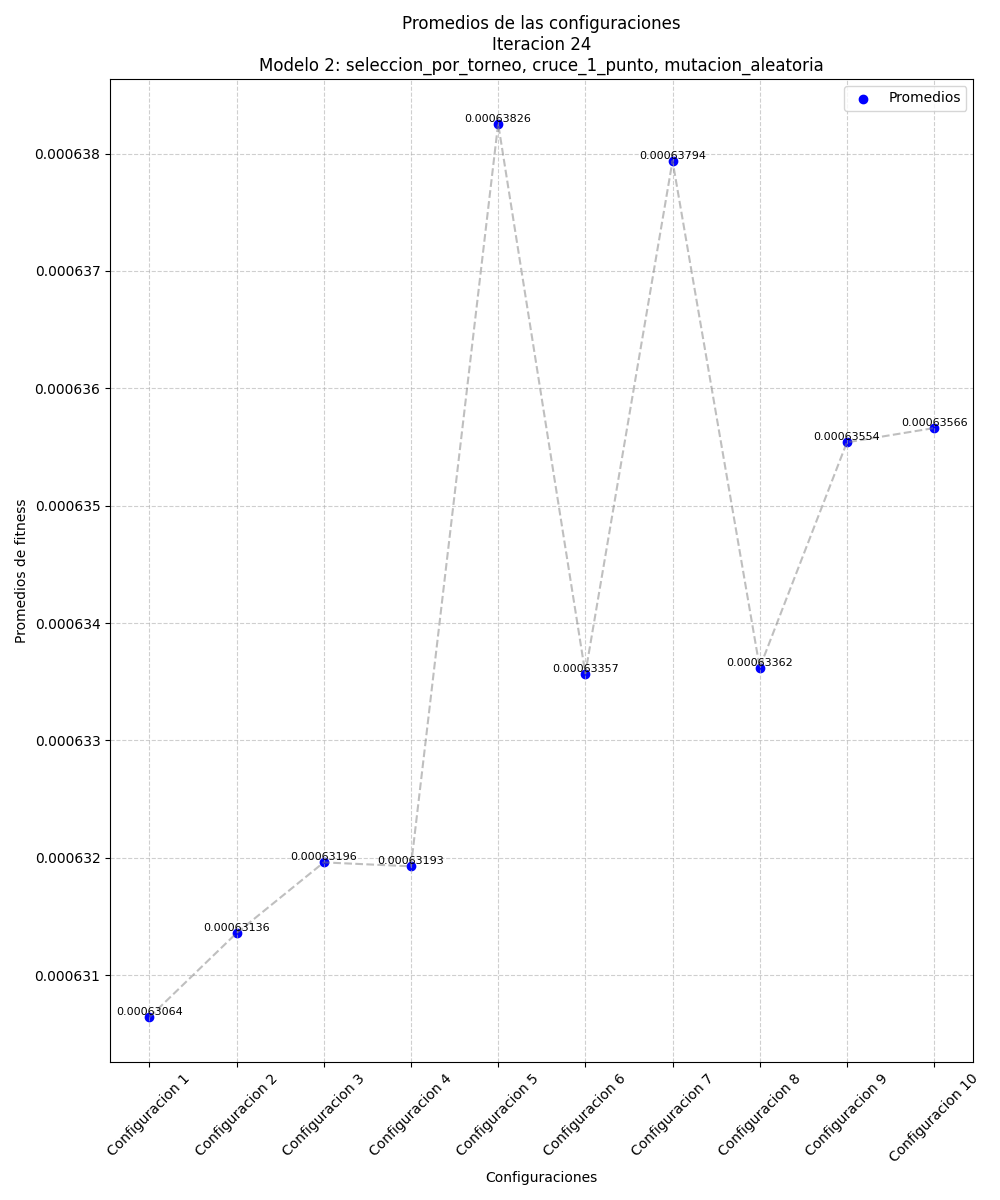 Promedios de las configuraciones
Iteracion 24
Modelo 2: seleccion_por_torneo, cruce_1_punto, mutacion_aleatoria
Promedios
0.00063826
0.00063794
0.00063566
0.00063554
0.00063357
0.00063362
0.00063196
0.00063193
0.00063136
0.00063064
0.000638
0.000637
0.000636
0.000635
0.000634
0.000633
0.000632
0.000631
Promedios de fitness
Configuracion 1
Configuracion 2
Configuracion 3
Configuracion 4
Configuracion 5
Configuracion 6
Configuracion 7
Configuracion 8
Configuracion 9
Configuracion 10
Configuraciones